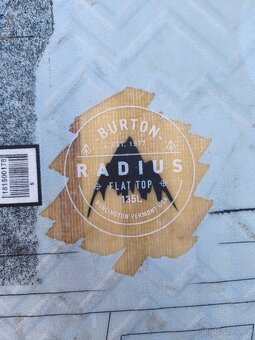 BURTON
EST. 1977
RADIUS
FLAT TOP
135L
BURLINGTON VERMONT USA